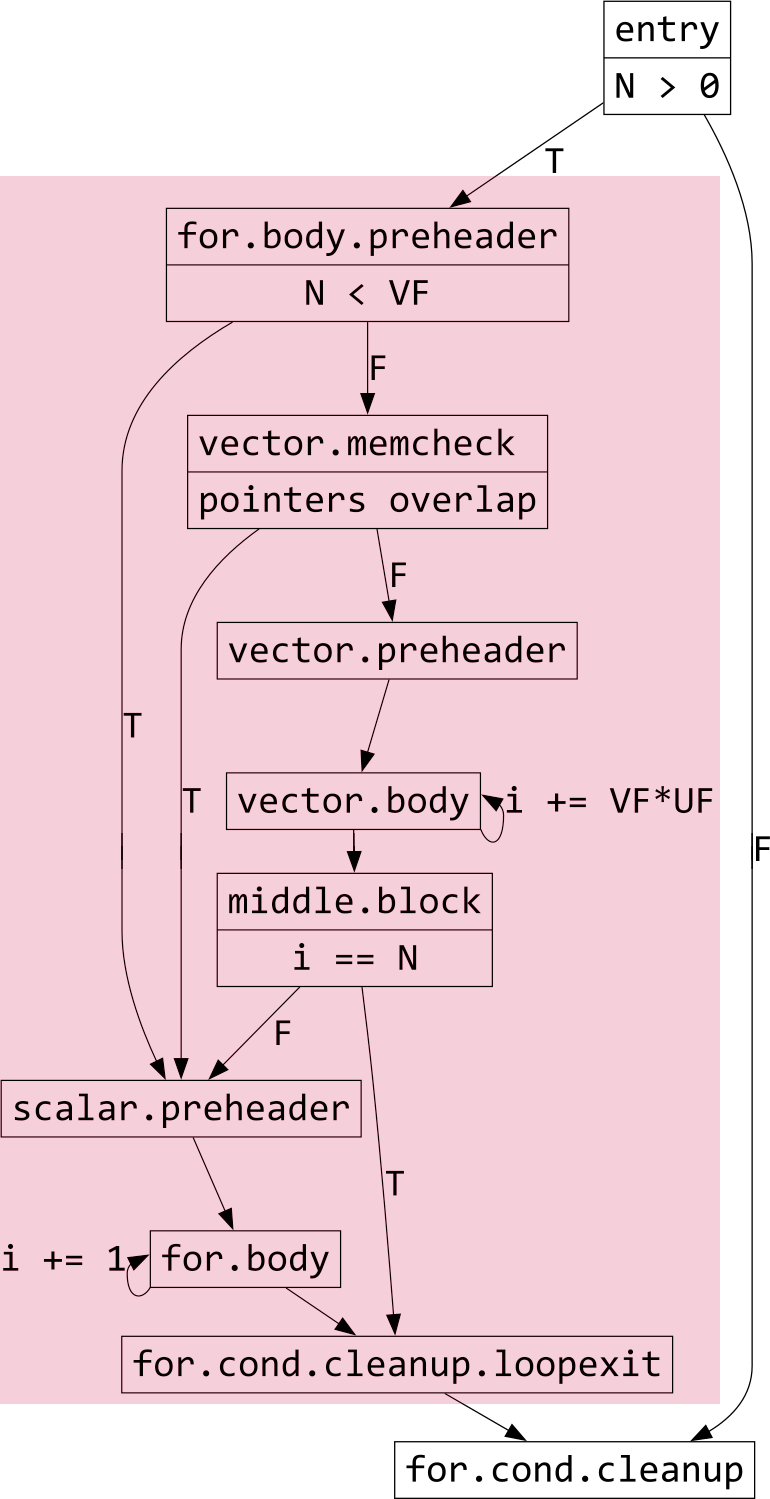 entry
N > 0
T
for.body.preheader
N < VF
F
vector.memcheck
pointers overlap
F
vector.preheader
T
T
vector.body
i += VF*UF
F
middle.block
i == N
F
scalar.preheader
T
i += 1
for.body
for.cond.cleanup.loopexit
for.cond.cleanup